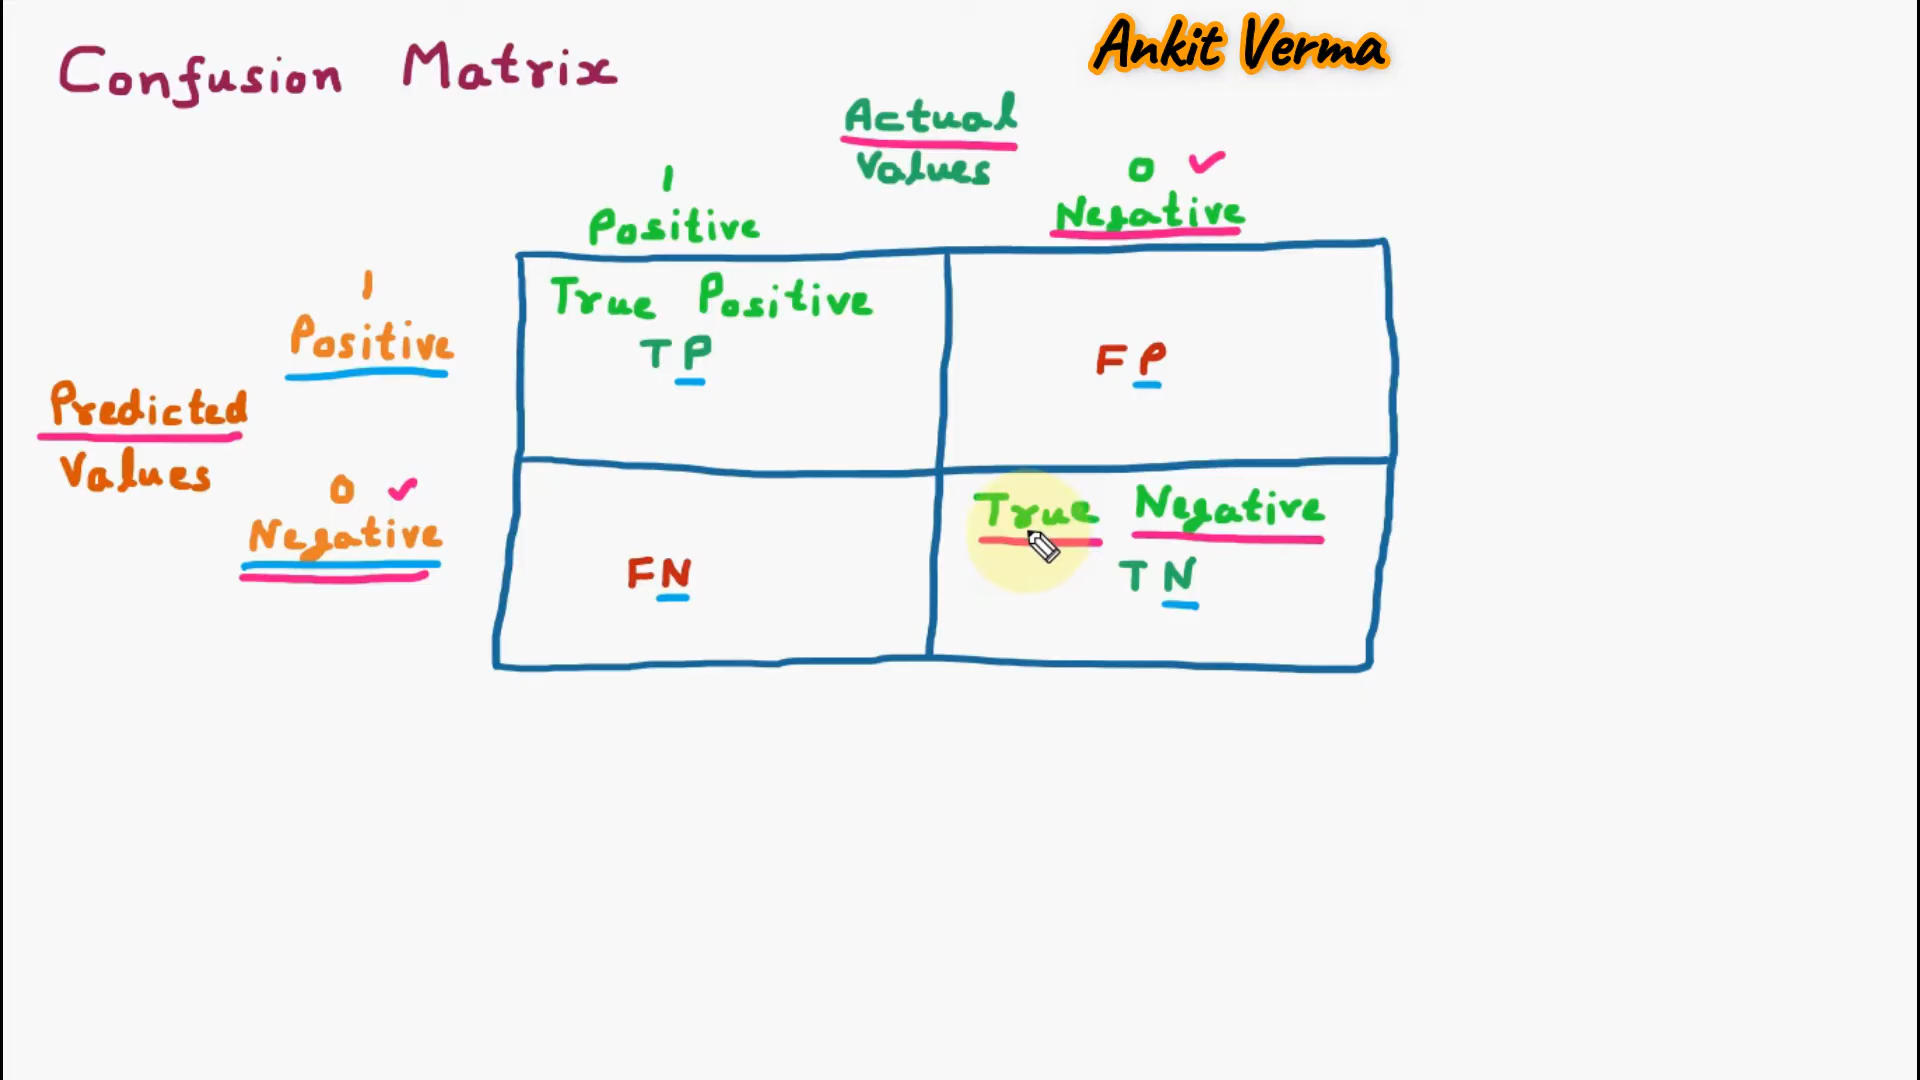 Confusion Matrix
Ankit Verma
Actual
Values
1
Positive
0 ✓
Negative
Predicted
Values
1
Positive
0 ✓
Negative
True Positive
TP
FP
FN
True Negative
TN